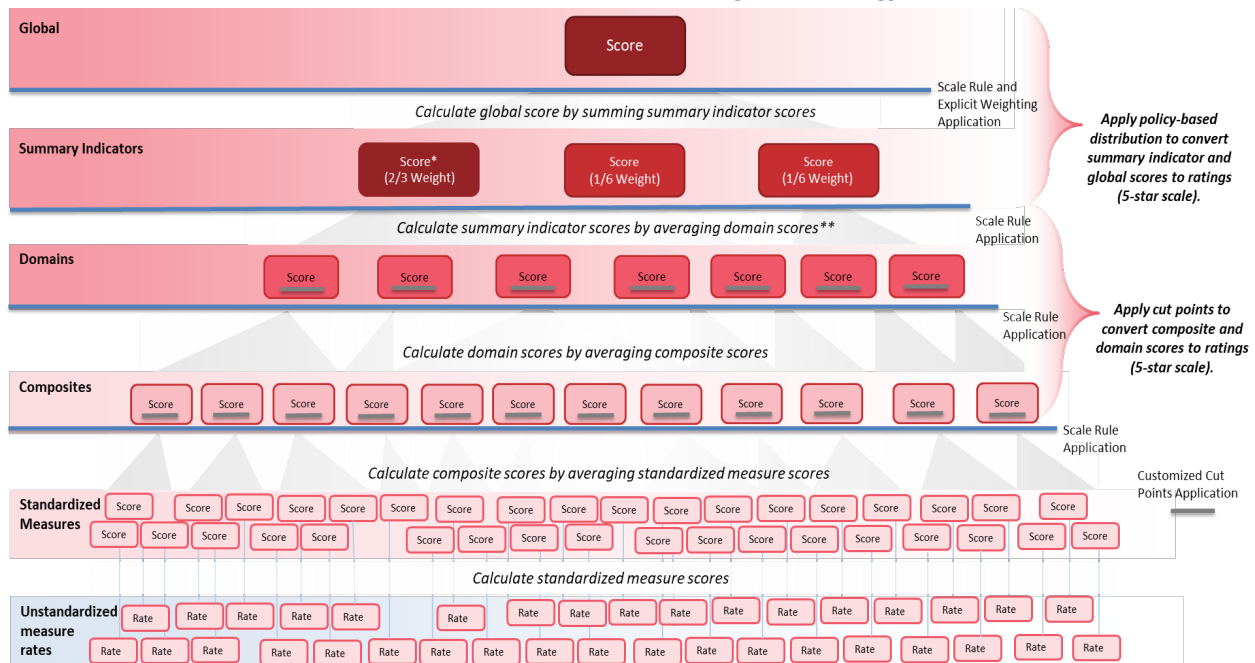 Global
Score
Scale Rule and
Explicit Weighting
Application
Calculate global score by summing summary indicator scores
Apply policy-based
distribution to convert
summary indicator and
global scores to ratings
(5-star scale).
Summary Indicators
Score*
(2/3 Weight)
Score
(1/6 Weight)
Score
(1/6 Weight)
Scale Rule
Application
Calculate summary indicator scores by averaging domain scores**
Domains
Score Score Score Score Score Score Score
Scale Rule
Application
Apply cut points to
convert composite and
domain scores to ratings
(5-star scale).
Calculate domain scores by averaging composite scores
Composites
Score Score Score Score Score Score Score Score Score Score Score Score
Scale Rule
Application
Calculate composite scores by averaging standardized measure scores
Customized Cut
Points Application
Standardized
Measures
Score Score Score Score Score Score Score Score Score Score Score Score Score Score Score Score Score Score
Score Score Score Score Score Score Score Score Score Score Score Score Score Score Score Score Score Score
Calculate standardized measure scores
Unstandardized
measure
rates
Rate Rate Rate Rate Rate Rate Rate Rate Rate Rate Rate Rate Rate Rate Rate Rate Rate
Rate Rate Rate Rate Rate Rate Rate Rate Rate Rate Rate Rate Rate Rate Rate Rate Rate Rate Rate